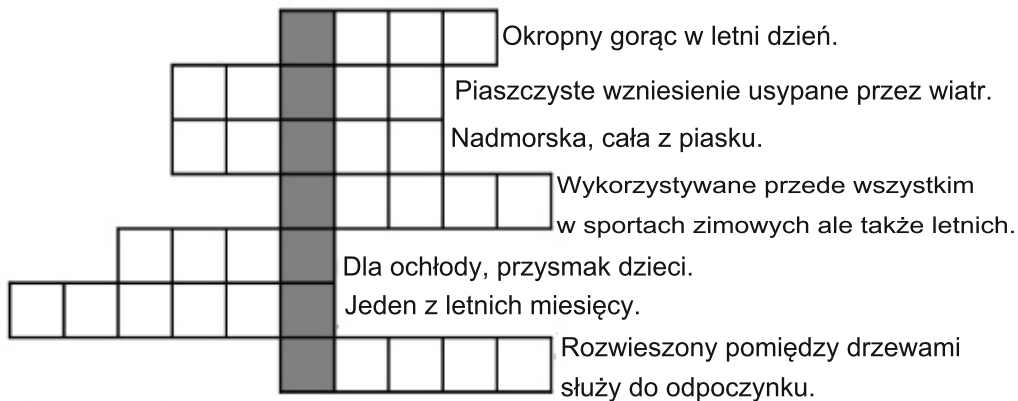 Okropny gorąc w letni dzień.
Piaszczyste wzniesienie usypane przez wiatr.
Nadmorska, cała z piasku.
Wykorzystywane przede wszystkim
w sportach zimowych ale także letnich.
Dla ochłody, przysmak dzieci.
Jeden z letnich miesięcy.
Rozwieszony pomiędzy drzewami
służy do odpoczynku.